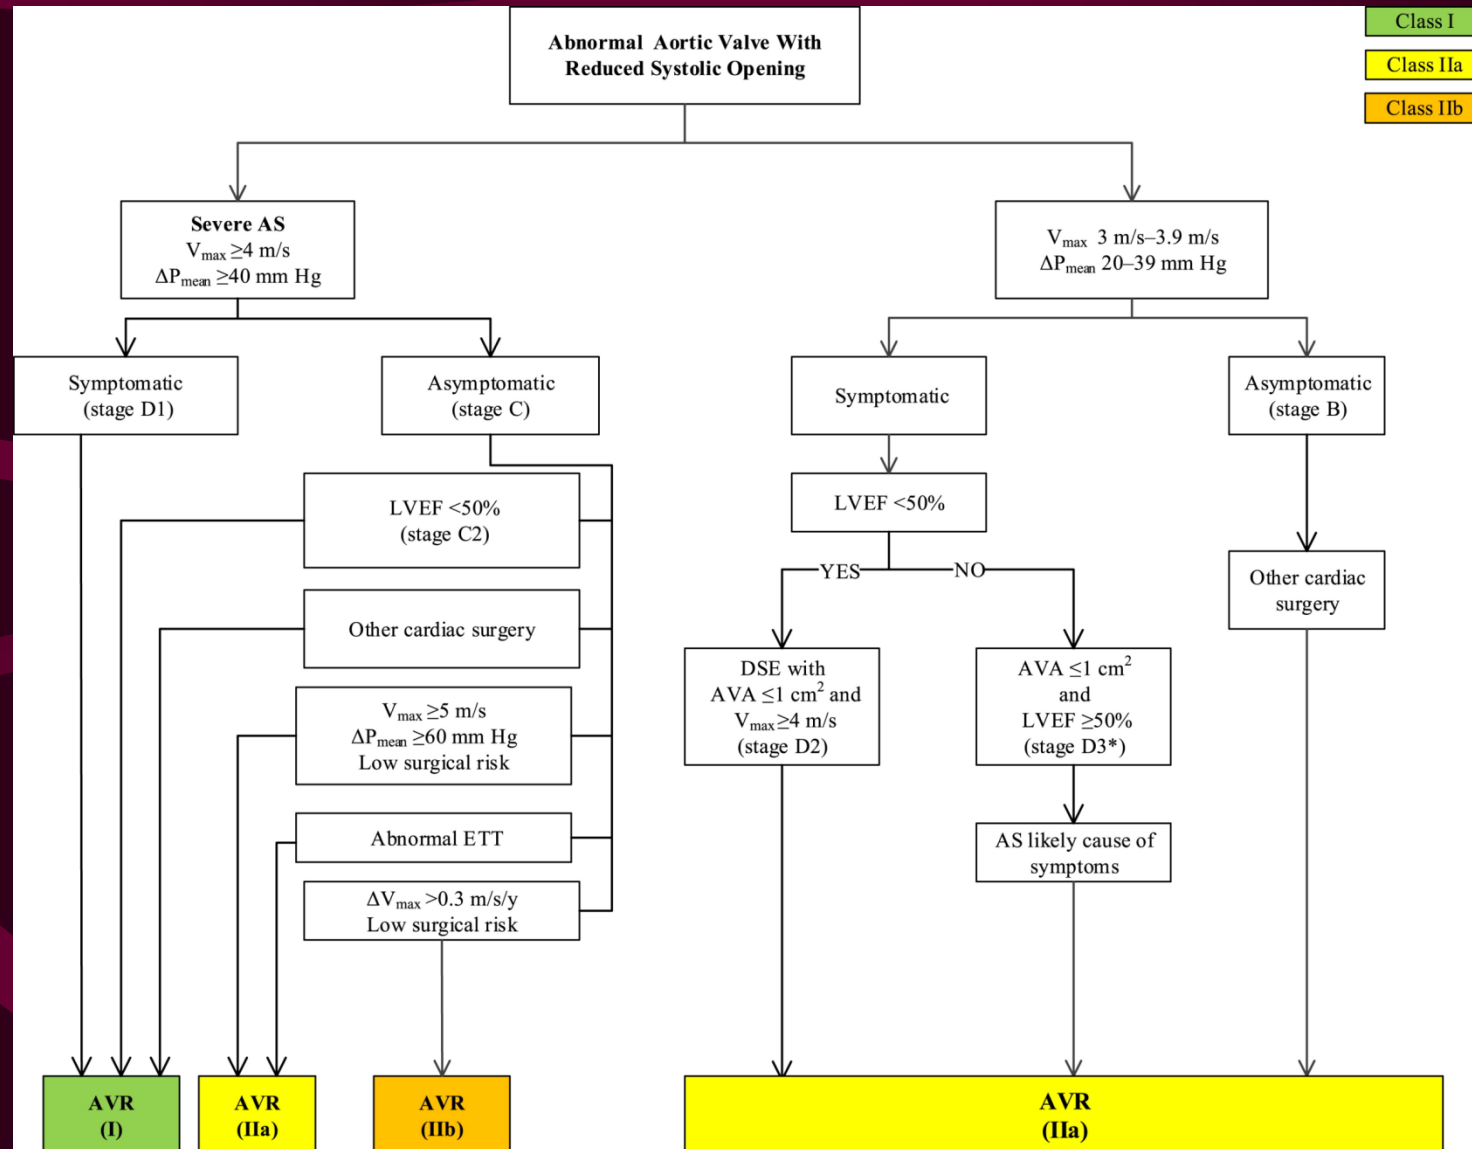 Abnormal Aortic Valve With
Reduced Systolic Opening
Class I
Class IIa
Class IIb
Severe AS
Vmax ≥4 m/s
ΔPmean ≥40 mm Hg
Vmax 3 m/s–3.9 m/s
ΔPmean 20–39 mm Hg
Symptomatic
(stage D1)
Asymptomatic
(stage C)
Symptomatic
Asymptomatic
(stage B)
LVEF <50%
(stage C2)
Other cardiac surgery
Vmax ≥5 m/s
ΔPmean ≥60 mm Hg
Low surgical risk
Abnormal ETT
ΔVmax >0.3 m/s/y
Low surgical risk
LVEF <50%
YES
NO
DSE with
AVA ≤1 cm² and
Vmax≥4 m/s
(stage D2)
AVA ≤1 cm²
and
LVEF ≥50%
(stage D3*)
AS likely cause of
symptoms
Other cardiac
surgery
AVR
(I)
AVR
(IIa)
AVR
(IIb)
AVR
(IIa)